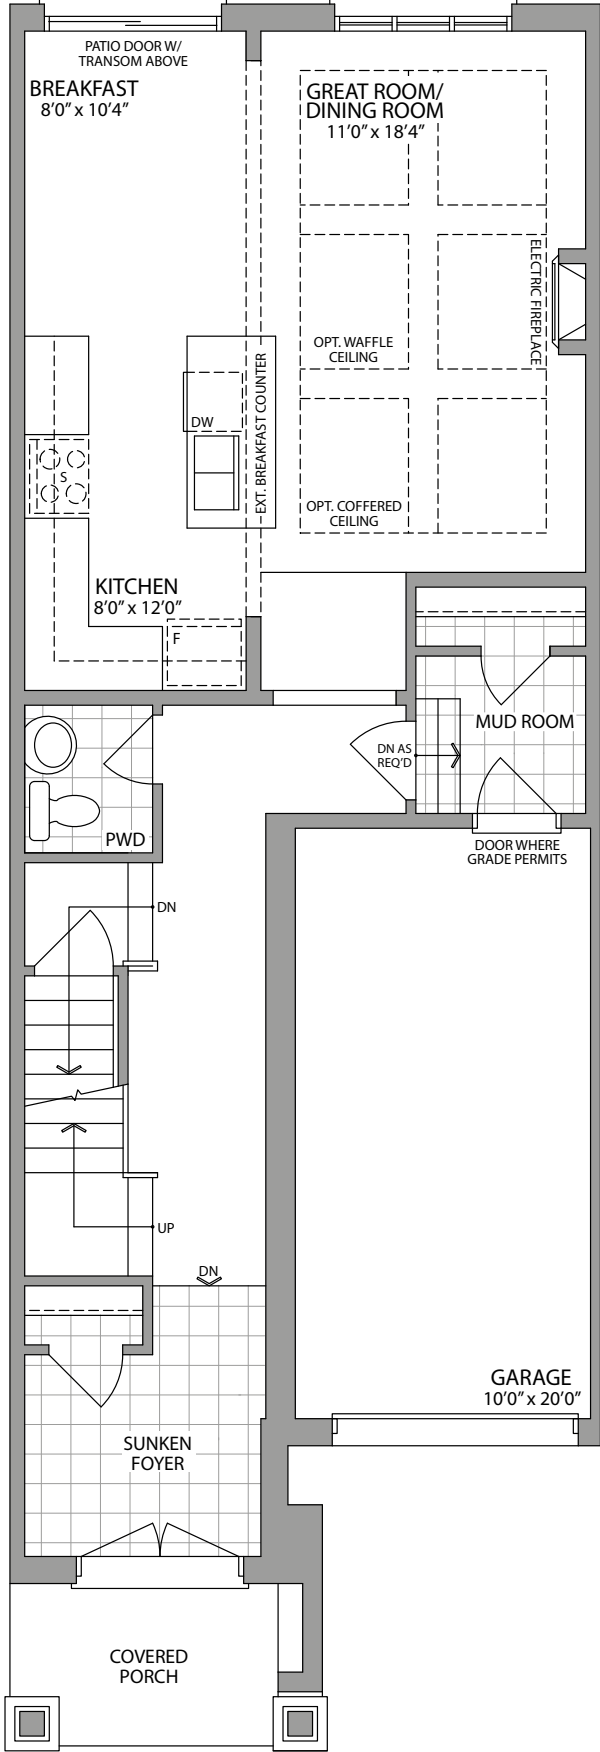 PATIO DOOR W/
TRANSOM ABOVE
BREAKFAST
8'0" x 10'4"
GREAT ROOM/
DINING ROOM
11'0" x 18'4"
ELECTRIC FIREPLACE
OPT. WAFFLE
CEILING
EXT. BREAKFAST COUNTER
DW
S
OPT. COFFERED
CEILING
KITCHEN
8'0" x 12'0"
F
MUD ROOM
DN AS
REQ'D
PWD
DOOR WHERE
GRADE PERMITS
DN
UP
DN
GARAGE
10'0" x 20'0"
SUNKEN
FOYER
COVERED
PORCH